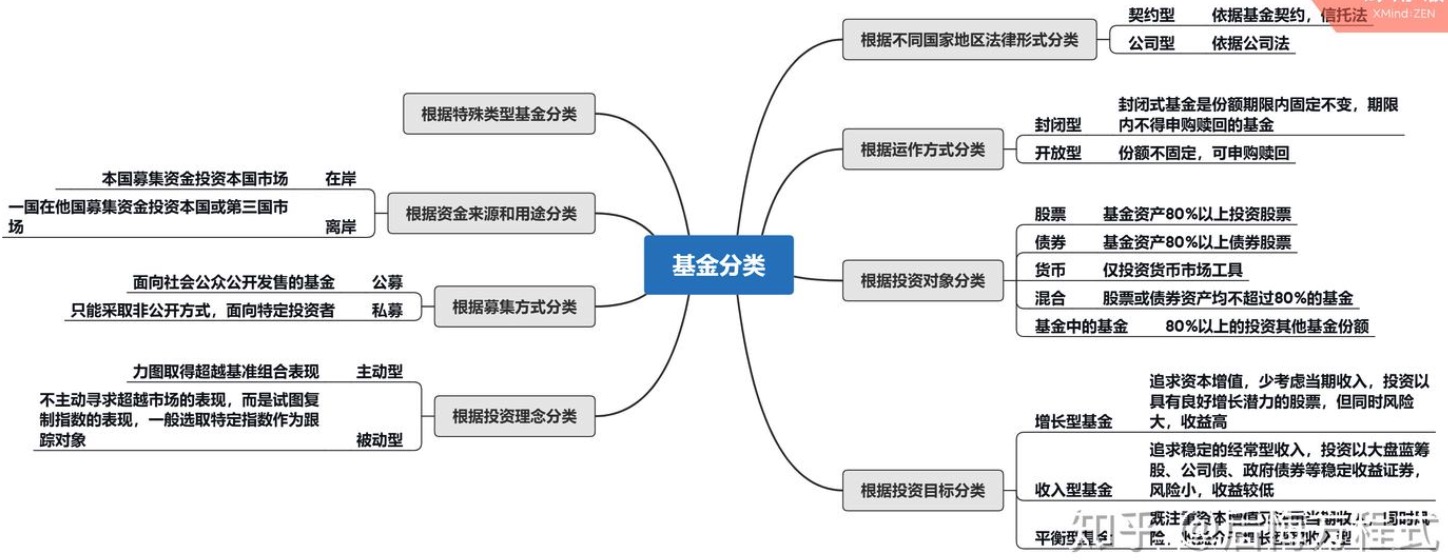 基金分类
根据不同国家地区法律形式分类
契约型 依据基金契约，信托法
公司型 依据公司法
根据运作方式分类
封闭型 封闭式基金是份额期限内固定不变，期限
内不得申购赎回的基金
开放型 份额不固定，可申购赎回
根据投资对象分类
股票 基金资产80%以上投资股票
债券 基金资产80%以上债券股票
货币 仅投资货币市场工具
混合 股票或债券资产均不超过80%的基金
基金中的基金 80%以上的投资其他基金份额
根据投资目标分类
增长型基金 追求资本增值，少考虑当期收入，投资以
具有良好增长潜力的股票，但同时风险
大，收益高
收入型基金 追求稳定的经常型收入，投资以大盘蓝筹
股、公司债、政府债券等稳定收益证券，
风险小，收益较低
平衡型基金
根据特殊类型基金分类
根据资金来源和用途分类
本国募集资金投资本国市场 在岸
一国在他国募集资金投资本国或第三国市
场 离岸
根据募集方式分类
面向社会公众公开发售的基金 公募
只能采取非公开方式，面向特定投资者 私募
根据投资理念分类
力图取得超越基准组合表现 主动型
不主动寻求超越市场的表现，而是试图复
制指数的表现，一般选取特定指数作为跟
踪对象 被动型
XMind:ZEN
知乎